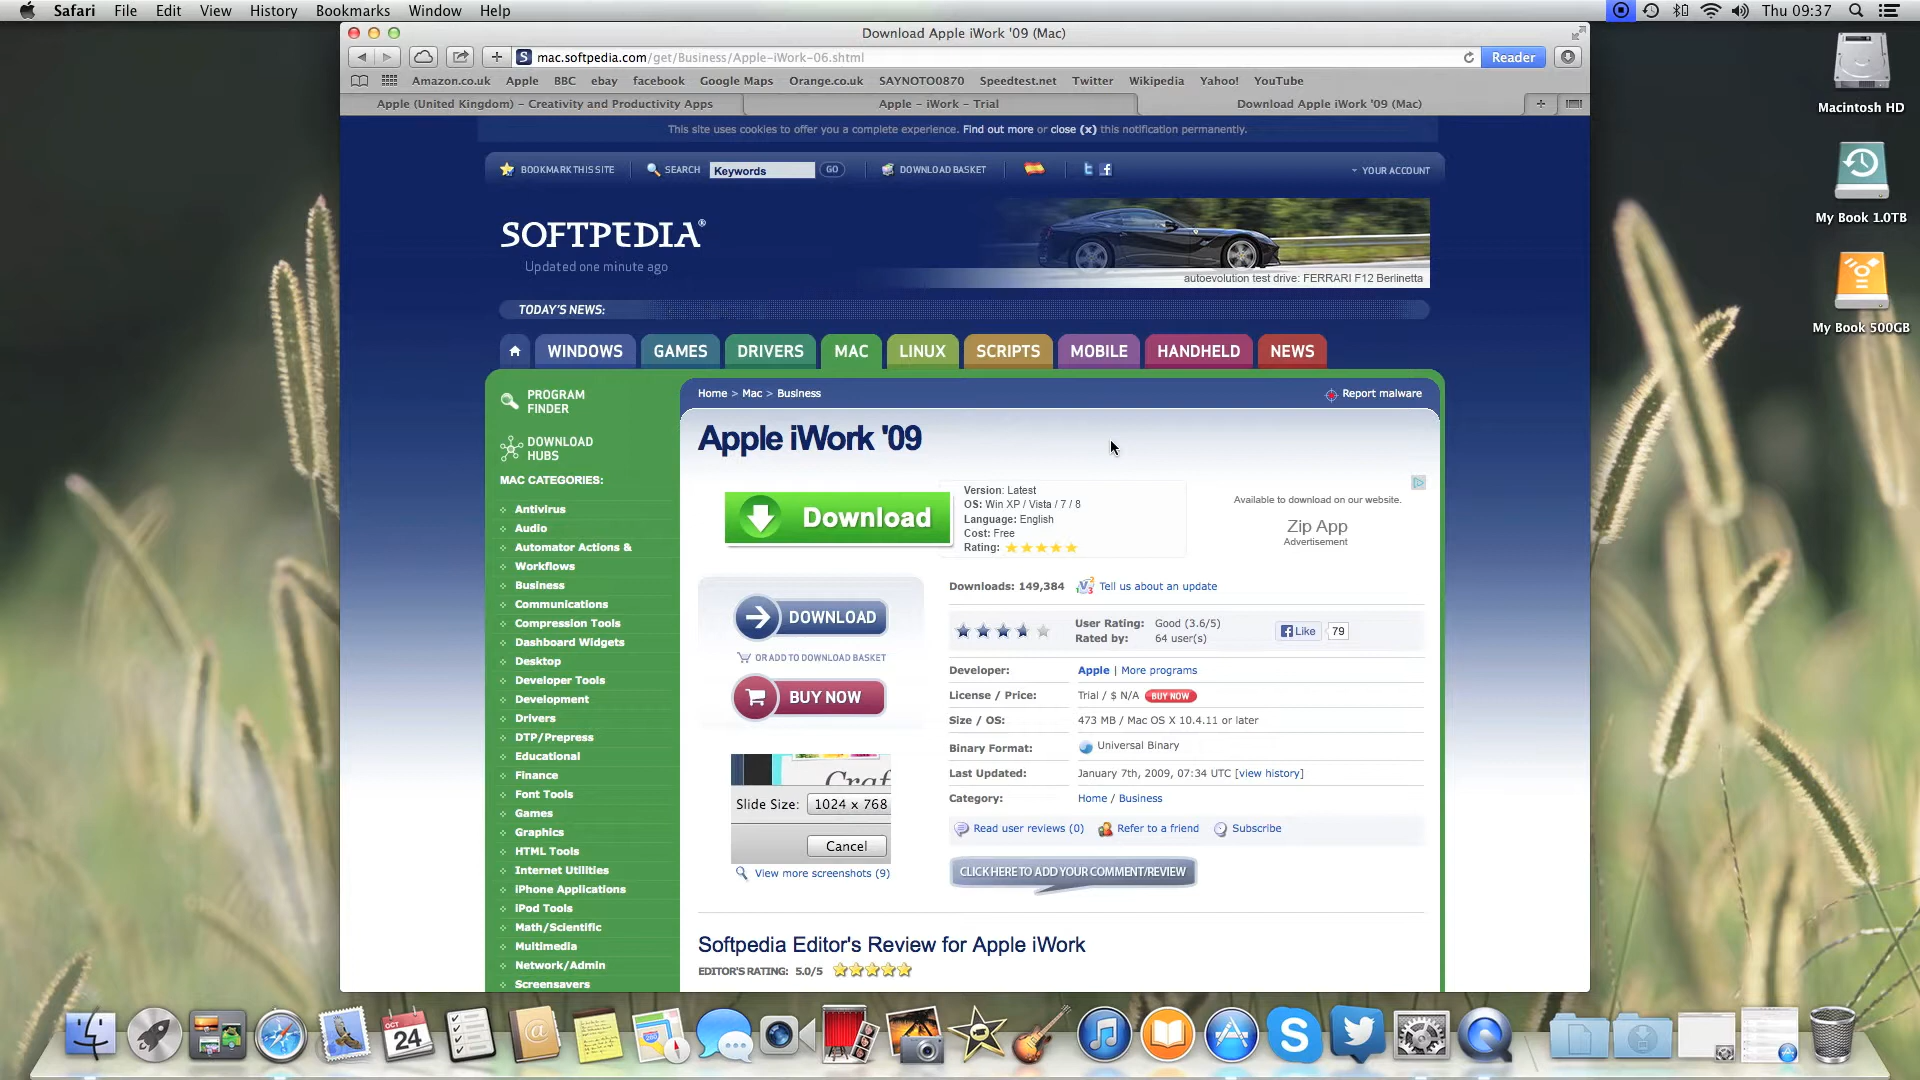 Safari File Edit View History Bookmarks Window Help
Thu 09:37
Download Apple iWork '09 (Mac)
mac.softpedia.com/get/Business/Apple-iWork-06.shtml
Reader
Amazon.co.uk Apple BBC ebay facebook Google Maps Orange.co.uk SAYNOTO0870 Speedtest.net Twitter Wikipedia Yahoo! YouTube
Apple (United Kingdom) – Creativity and Productivity Apps
Apple – iWork – Trial
Download Apple iWork '09 (Mac)
This site uses cookies to offer you a complete experience. Find out more or close (x) this notification permanently.
BOOKMARK THIS SITE
SEARCH
Keywords
GO
DOWNLOAD BASKET
YOUR ACCOUNT
SOFTPEDIA®
Updated one minute ago
autoevolution test drive: FERRARI F12 Berlinetta
TODAY'S NEWS:
WINDOWS GAMES DRIVERS MAC LINUX SCRIPTS MOBILE HANDHELD NEWS
PROGRAM
FINDER
DOWNLOAD
HUBS
MAC CATEGORIES:
Antivirus
Audio
Automator Actions &
Workflows
Business
Communications
Compression Tools
Dashboard Widgets
Desktop
Developer Tools
Development
Drivers
DTP/Prepress
Educational
Finance
Font Tools
Games
Graphics
HTML Tools
Internet Utilities
iPhone Applications
iPod Tools
Math/Scientific
Multimedia
Network/Admin
Screensavers
Home > Mac > Business
Report malware
Apple iWork '09
Download
Version: Latest
OS: Win XP / Vista / 7 / 8
Language: English
Cost: Free
Rating:
Available to download on our website.
Zip App
Advertisement
DOWNLOAD
OR ADD TO DOWNLOAD BASKET
BUY NOW
Craf
Slide Size: 1024 x 768
Cancel
View more screenshots (9)
Downloads: 149,384
Tell us about an update
User Rating: Good (3.6/5)
Rated by: 64 user(s)
Like 79
Developer: Apple | More programs
License / Price: Trial / $ N/A BUY NOW
Size / OS: 473 MB / Mac OS X 10.4.11 or later
Binary Format: Universal Binary
Last Updated: January 7th, 2009, 07:34 UTC [view history]
Category: Home / Business
Read user reviews (0) Refer to a friend Subscribe
CLICK HERE TO ADD YOUR COMMENT/REVIEW
Softpedia Editor's Review for Apple iWork
EDITOR'S RATING: 5.0/5
Macintosh HD
My Book 1.0TB
My Book 500GB
OCT
24